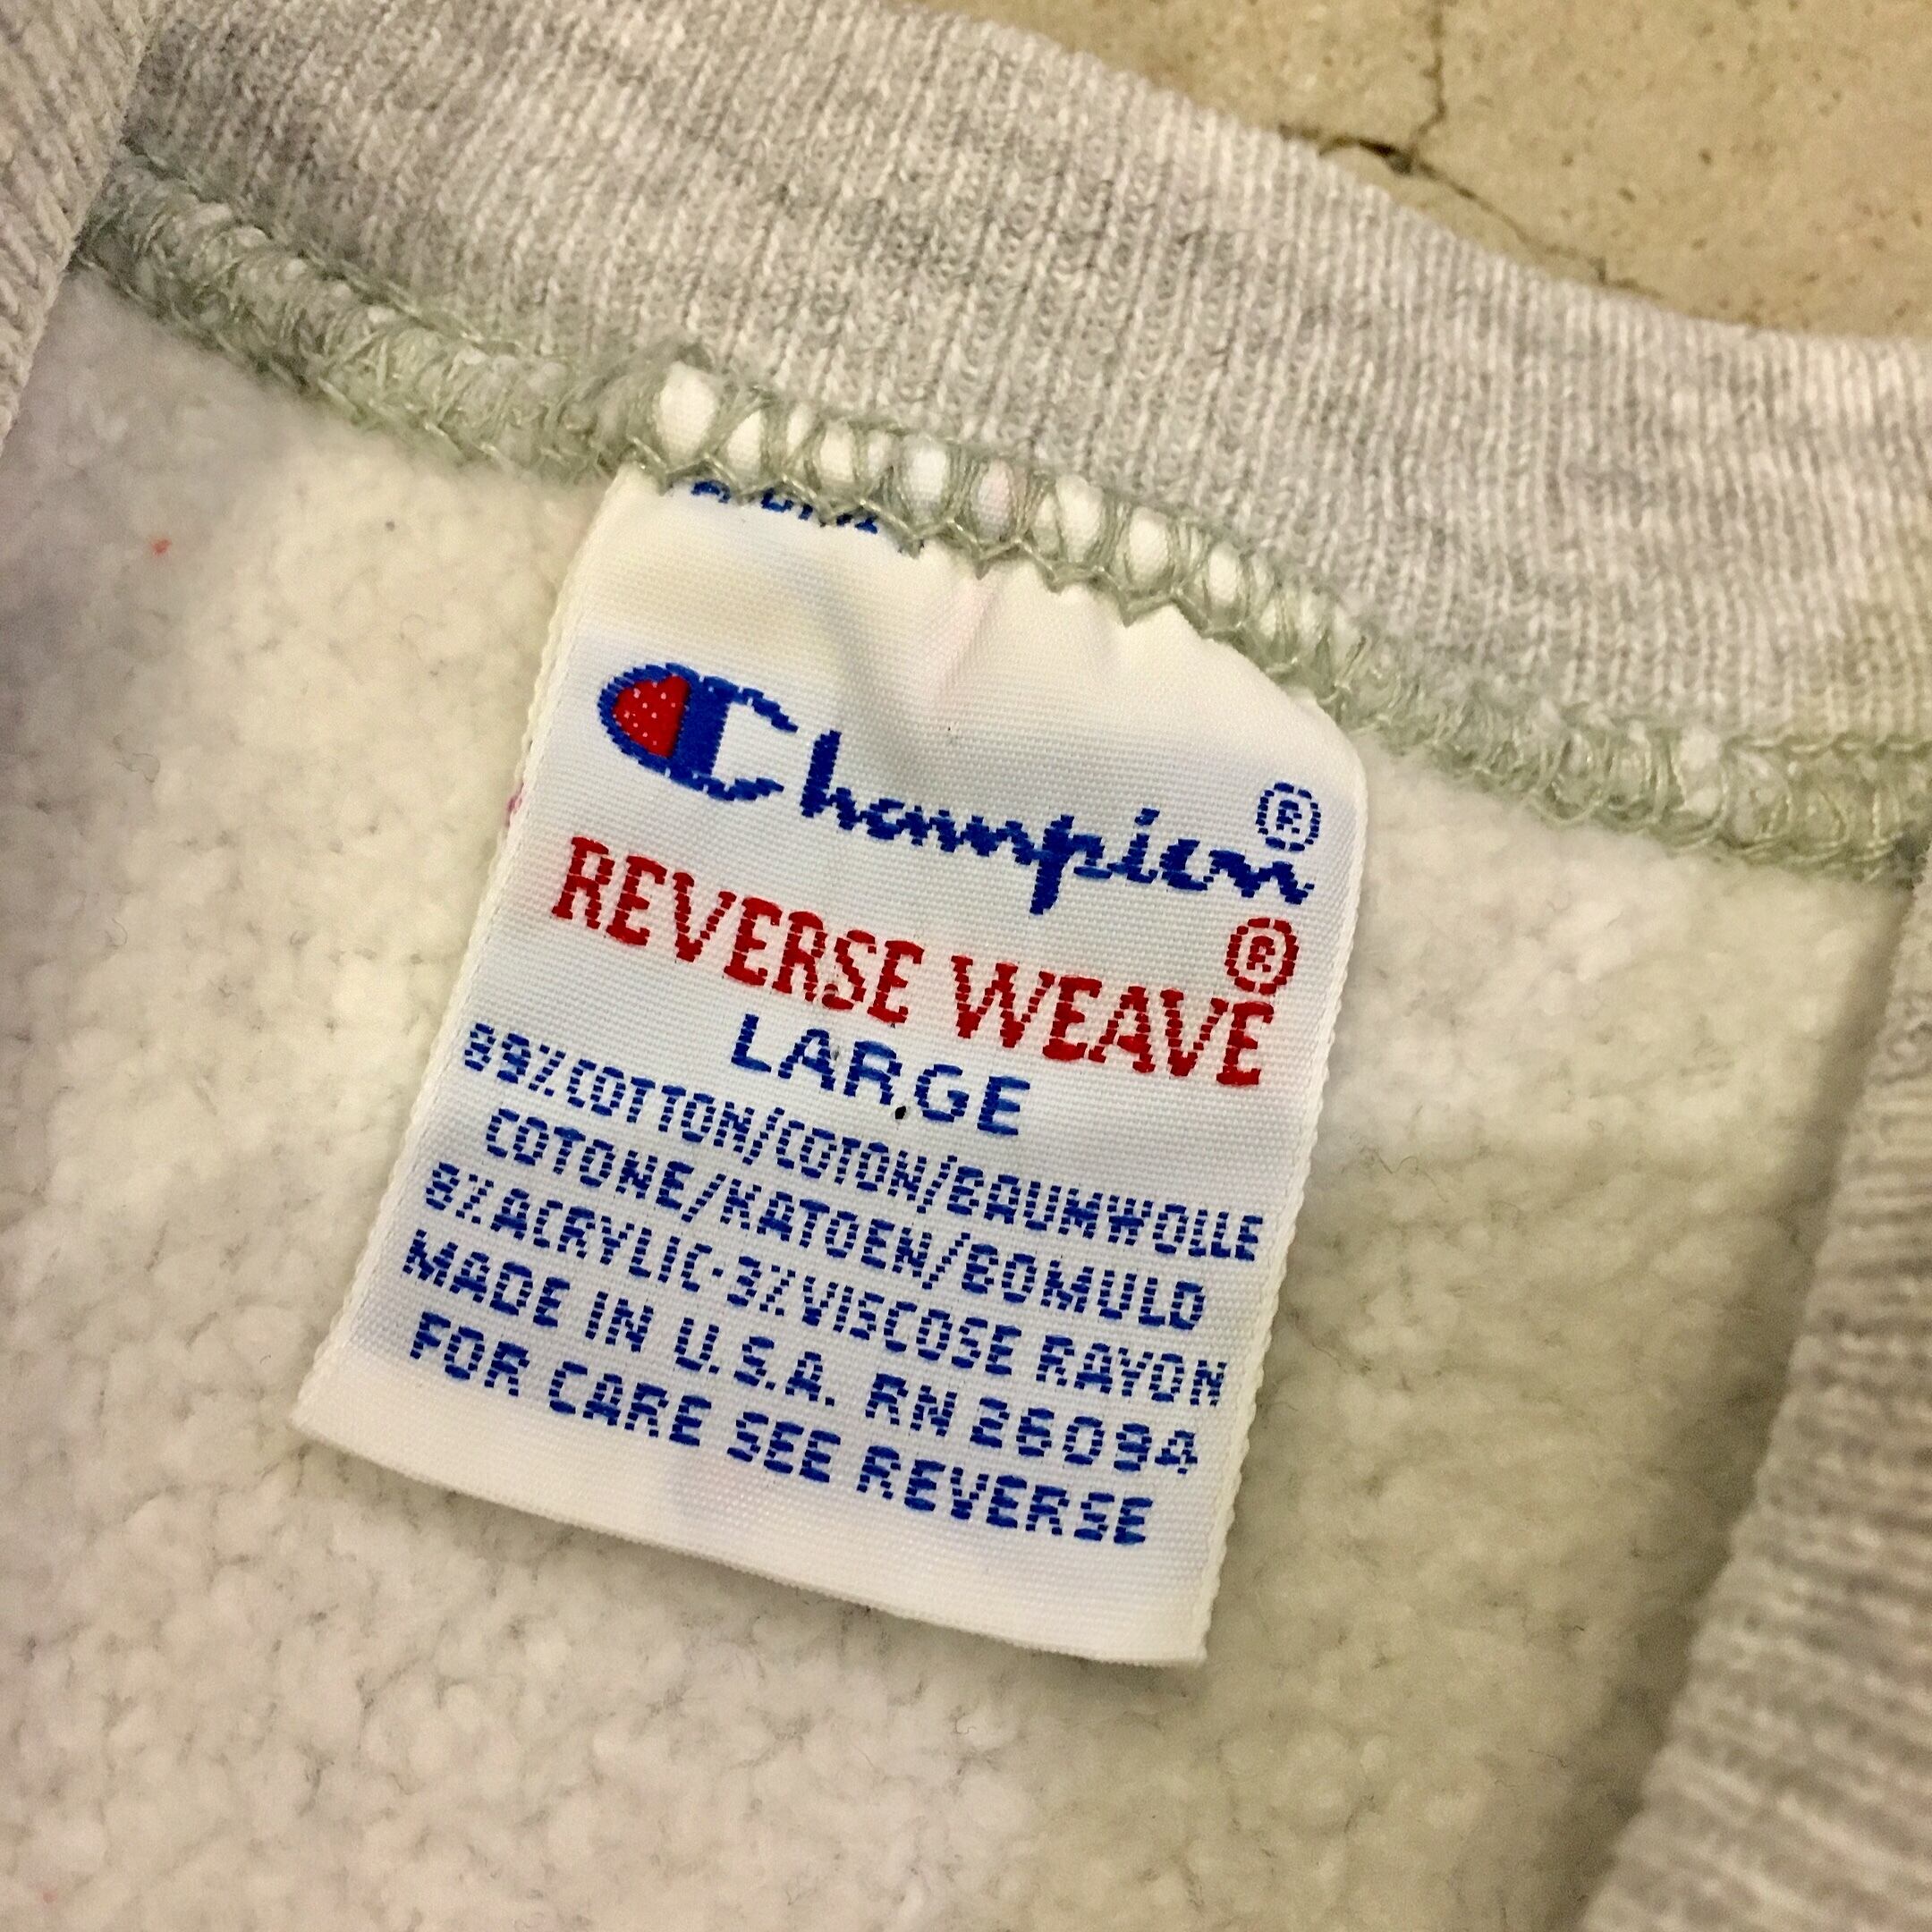 Champion®
REVERSE WEAVE®
LARGE
89%COTTON/COTON/BAUMWOLLE
COTONE/KATOEN/BOMULD
8%ACRYLIC·3%VISCOSE RAYON
MADE IN U.S.A. RN 26094
FOR CARE SEE REVERSE